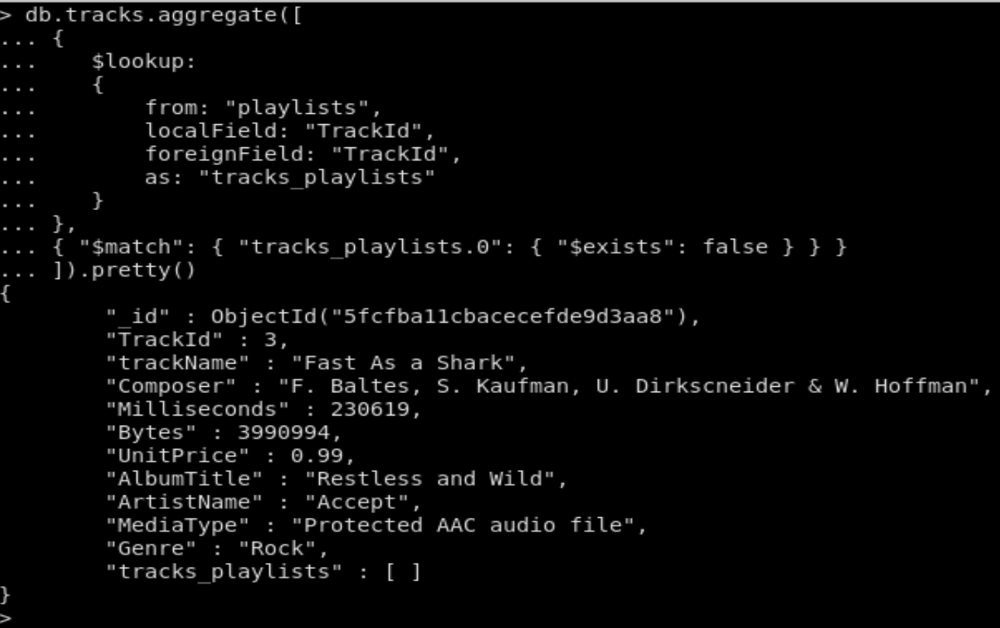 > db.tracks.aggregate([
... {
...    $lookup:
...    {
...        from: "playlists",
...        localField: "TrackId",
...        foreignField: "TrackId",
...        as: "tracks_playlists"
...    }
... },
... { "$match": { "tracks_playlists.0": { "$exists": false } } }
... ]).pretty()
{
        "_id" : ObjectId("5fcfba11cbacecefde9d3aa8"),
        "TrackId" : 3,
        "trackName" : "Fast As a Shark",
        "Composer" : "F. Baltes, S. Kaufman, U. Dirkscneider & W. Hoffman",
        "Milliseconds" : 230619,
        "Bytes" : 3990994,
        "UnitPrice" : 0.99,
        "AlbumTitle" : "Restless and Wild",
        "ArtistName" : "Accept",
        "MediaType" : "Protected AAC audio file",
        "Genre" : "Rock",
        "tracks_playlists" : [ ]
}
>